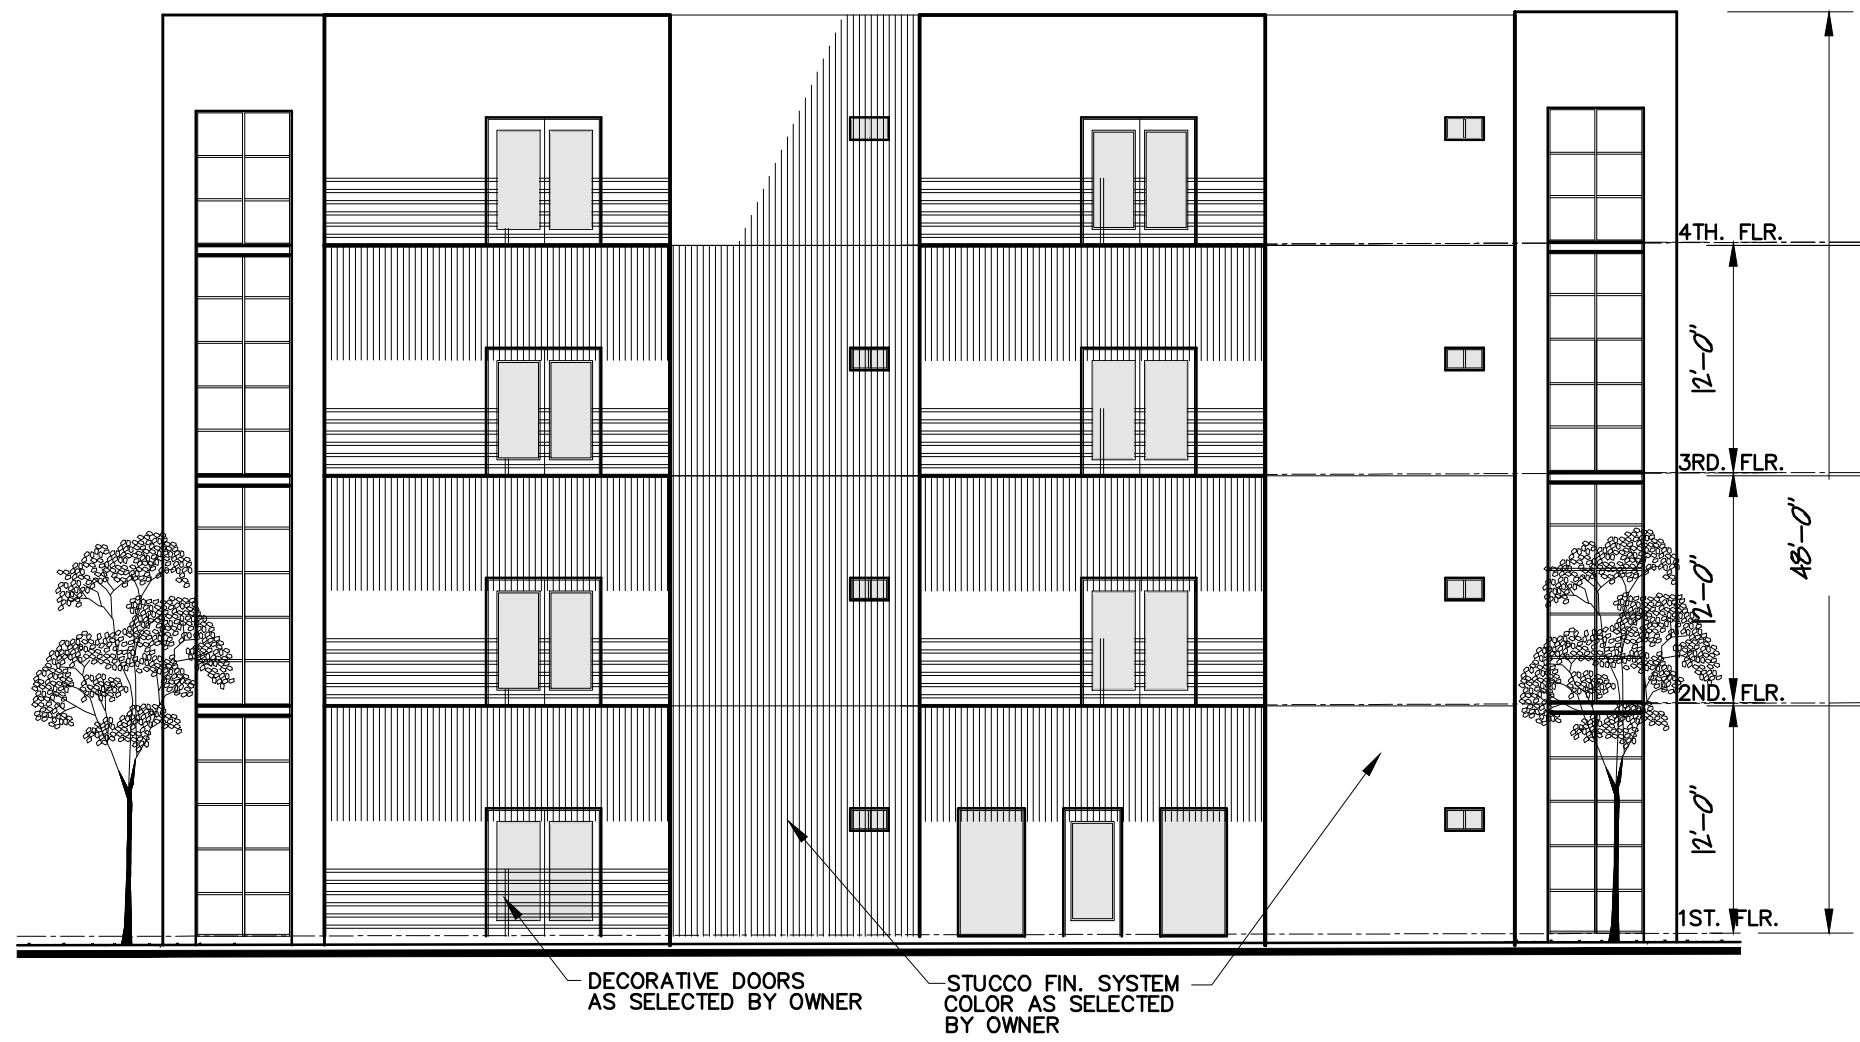 4TH. FLR.
12'-0"
3RD. FLR.
48'-0"
12'-0"
2ND. FLR.
12'-0"
1ST. FLR.
DECORATIVE DOORS
AS SELECTED BY OWNER
STUCCO FIN. SYSTEM
COLOR AS SELECTED
BY OWNER